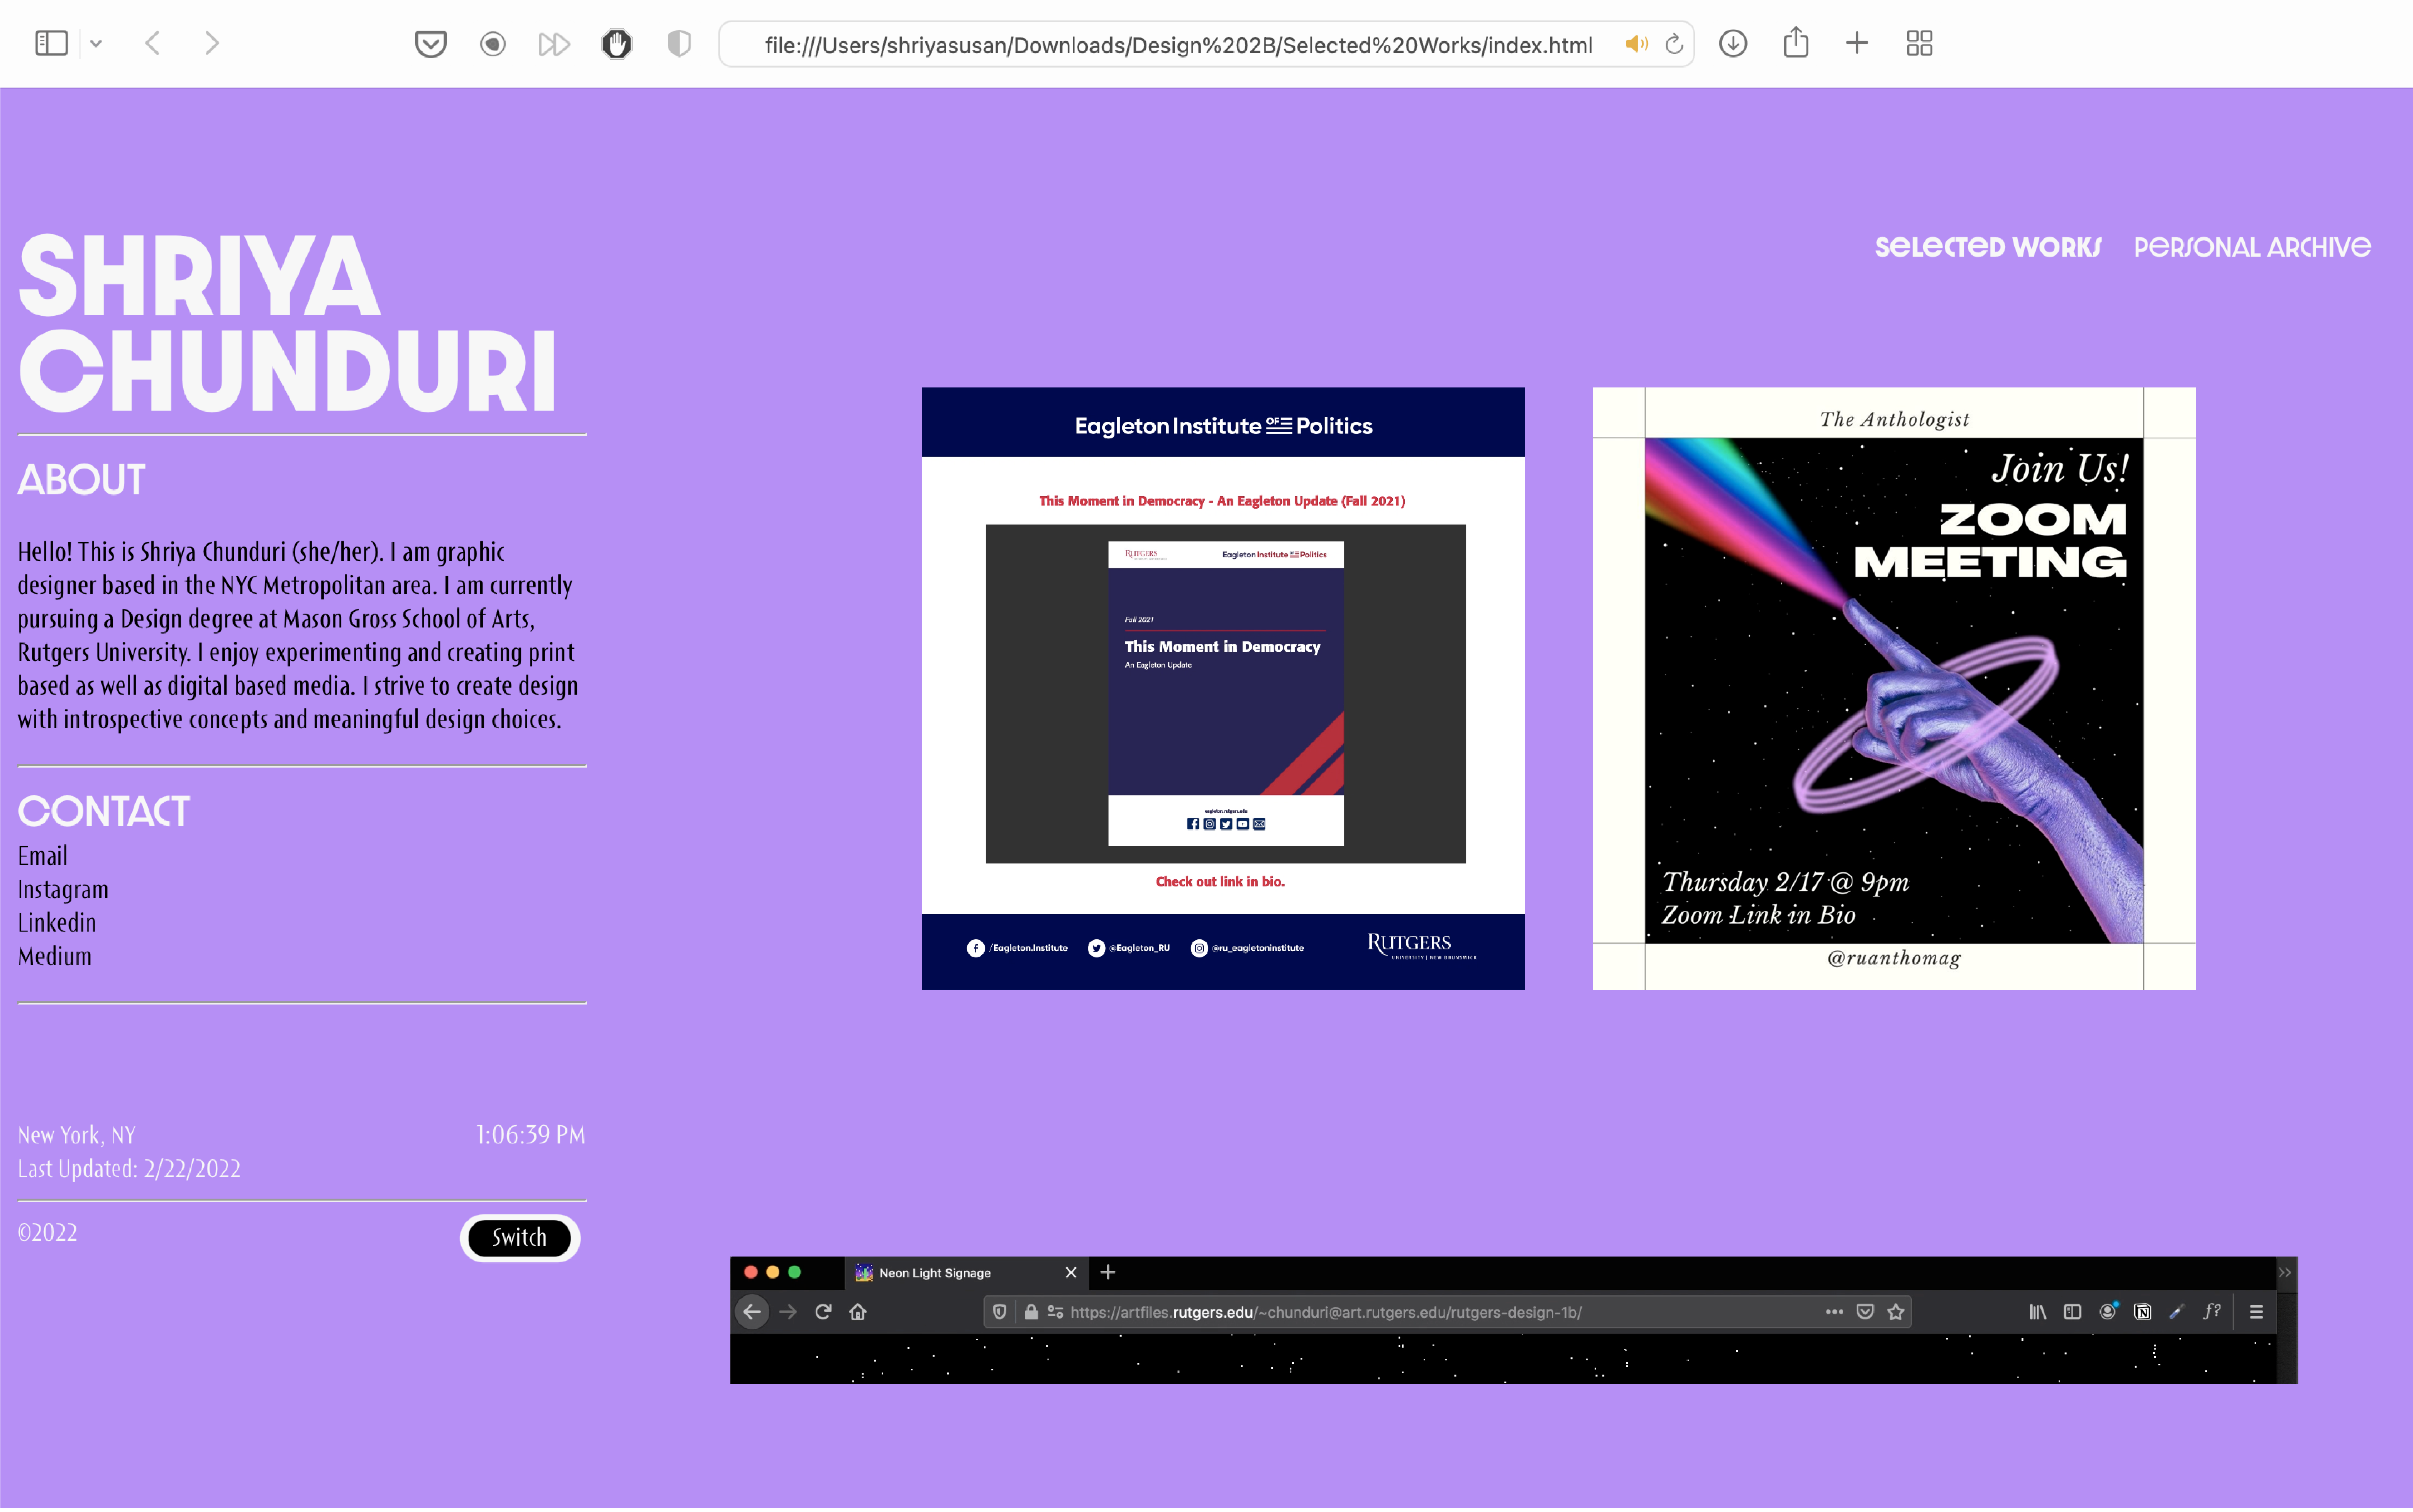 file:///Users/shriyasusan/Downloads/Design%202B/Selected%20Works/index.html
SHRIYA
CHUNDURI
ABOUT
Hello! This is Shriya Chunduri (she/her). I am graphic
designer based in the NYC Metropolitan area. I am currently
pursuing a Design degree at Mason Gross School of Arts,
Rutgers University. I enjoy experimenting and creating print
based as well as digital based media. I strive to create design
with introspective concepts and meaningful design choices.
CONTACT
Email
Instagram
Linkedin
Medium
New York, NY
1:06:39 PM
Last Updated: 2/22/2022
©2022
Switch
SELECTED WORKS
PERSONAL ARCHIVE
Eagleton Institute OF Politics
This Moment in Democracy - An Eagleton Update (Fall 2021)
RUTGERS
Eagleton Institute OF Politics
Fall 2021
This Moment in Democracy
An Eagleton Update
eagleton.rutgers.edu
Check out link in bio.
/Eagleton.Institute
@Eagleton_RU
@ru_eagletoninstitute
RUTGERS
UNIVERSITY | NEW BRUNSWICK
The Anthologist
Join Us!
ZOOM
MEETING
Thursday 2/17 @ 9pm
Zoom Link in Bio
@ruanthomag
Neon Light Signage
https://artfiles.rutgers.edu/~chunduri@art.rutgers.edu/rutgers-design-1b/
f?